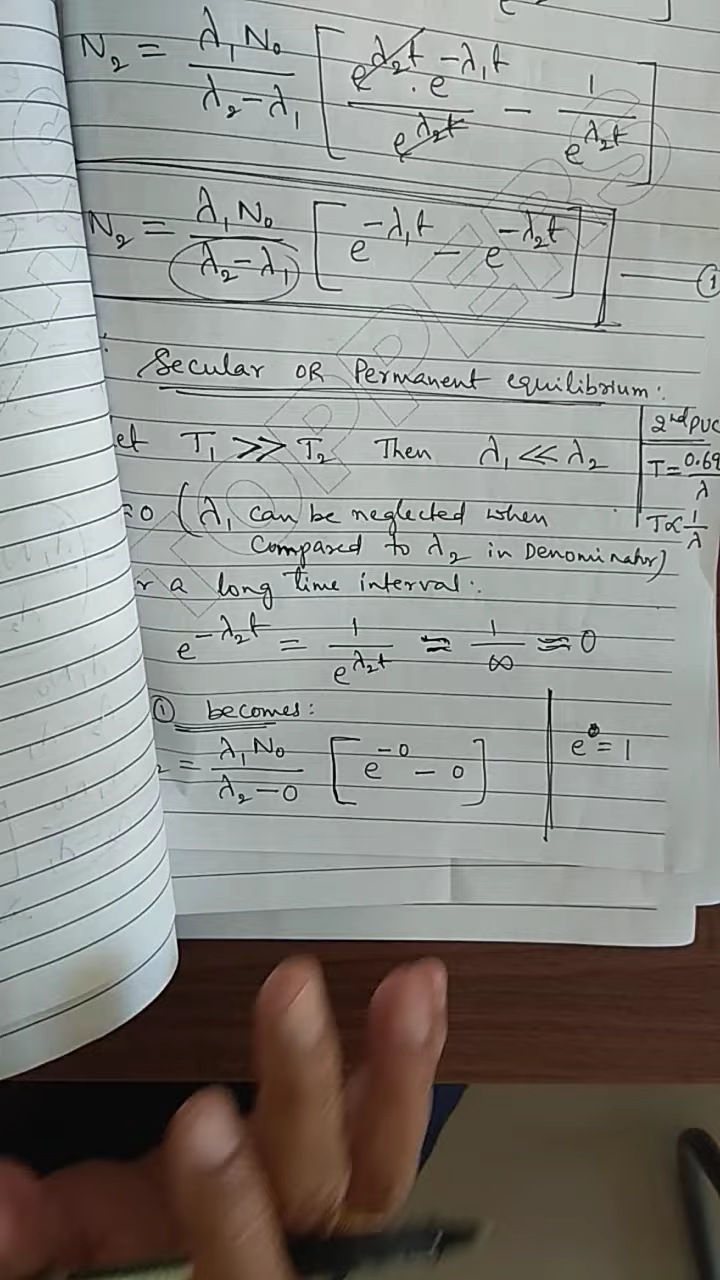 N₂ = λ₁N₀ / λ₂-λ₁ [ e^λ₂t . e^-λ₁t / e^λ₂t - 1 / e^λ₂t ]
N₂ = λ₁N₀ / λ₂-λ₁ [ e^-λ₁t - e^-λ₂t ] — ①
Secular OR Permanent equilibrium:
et T₁ >> T₂ Then λ₁ << λ₂
2nd PUC
T = 0.69 / λ
T ∝ 1/λ
=0 (λ₁ can be neglected when
compared to λ₂ in Denominator)
r a long time interval:
e^-λ₂t = 1 / e^λ₂t ≈ 1 / ∞ ≈ 0
① becomes:
₂ = λ₁N₀ / λ₂-0 [ e^-0 - 0 ]
e^0 = 1